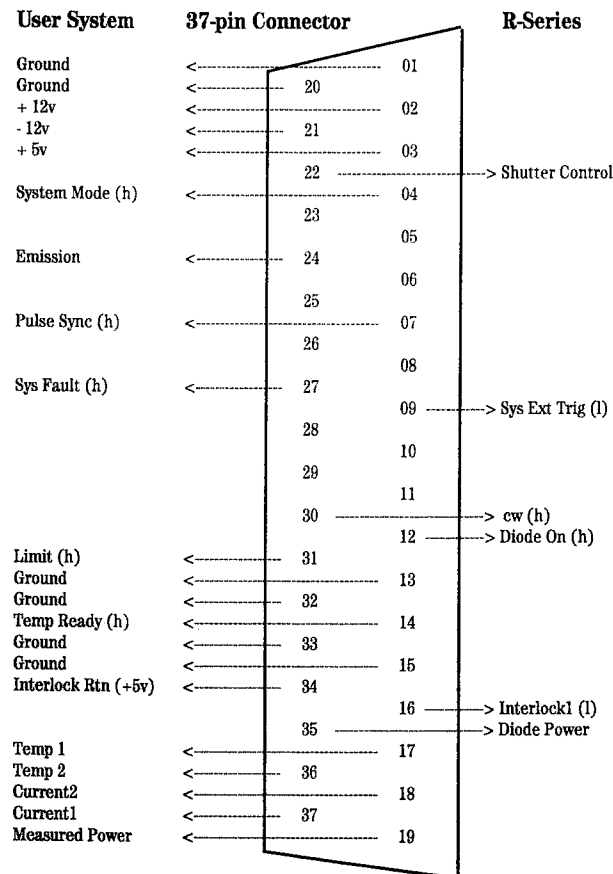 User System 37-pin Connector R-Series
Ground <---------- 01
Ground <---------- 20
+ 12v <---------- 02
- 12v <---------- 21
+ 5v <---------- 03
22 ----------> Shutter Control
System Mode (h) <---------- 04
23
05
Emission <---------- 24
06
25
Pulse Sync (h) <---------- 07
26
08
Sys Fault (h) <---------- 27
09 ----------> Sys Ext Trig (l)
28
10
29
11
30 ----------> cw (h)
12 ----------> Diode On (h)
Limit (h) <---------- 31
Ground <---------- 13
Ground <---------- 32
Temp Ready (h) <---------- 14
Ground <---------- 33
Ground <---------- 15
Interlock Rtn (+5v) <---------- 34
16 ----------> Interlock1 (l)
35 ----------> Diode Power
Temp 1 <---------- 17
Temp 2 <---------- 36
Current2 <---------- 18
Current1 <---------- 37
Measured Power <---------- 19